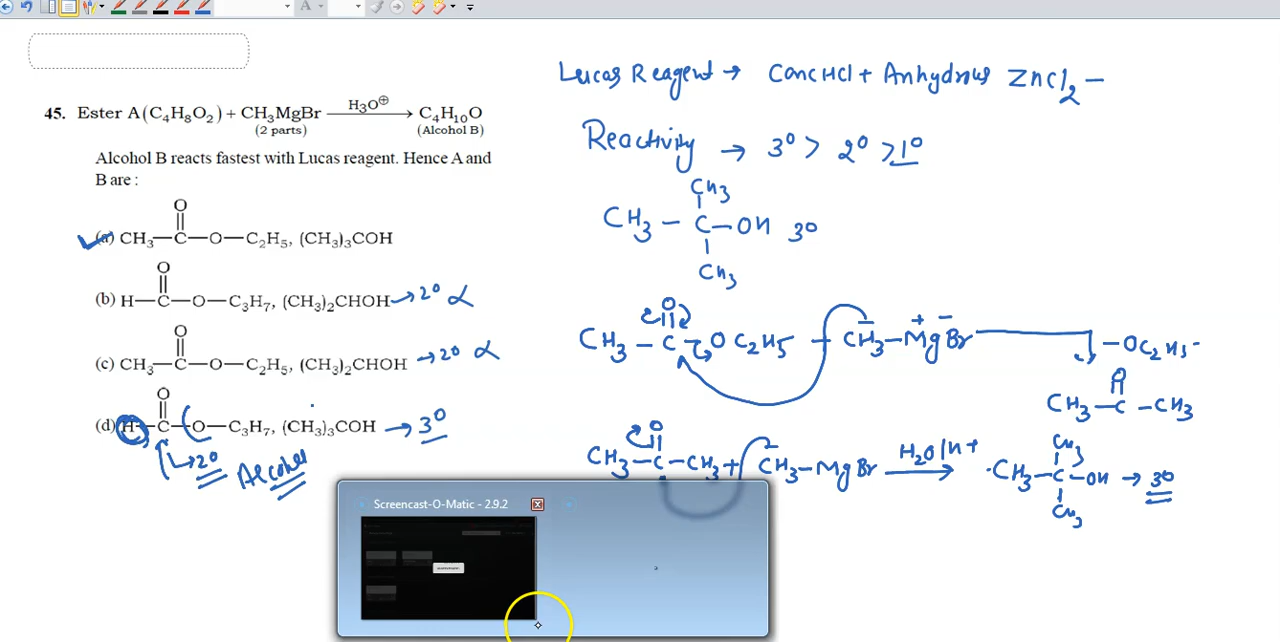 45. Ester A(C4H8O2) + CH3MgBr (2 parts) H3O⊕ → C4H10O (Alcohol B)
Alcohol B reacts fastest with Lucas reagent. Hence A and
B are :
(a) CH3—C(=O)—O—C2H5, (CH3)3COH
(b) H—C(=O)—O—C3H7, (CH3)2CHOH → 2°
(c) CH3—C(=O)—O—C2H5, (CH3)2CHOH → 2°
(d) H—C(=O)—O—C3H7, (CH3)3COH → 3°
2° Alcohol
Lucas Reagent → Conc HCl + Anhydrous ZnCl2 —
Reactivity → 3° > 2° > 1°
CH3
CH3 — C — OH 3°
CH3
O
CH3 — C — O C2H5 + CH3 — MgBr → -OC2H5
O
CH3 — C — CH3
O
CH3 — C — CH3 + CH3 — MgBr H2O/H+ →
CH3
CH3 — C — OH → 3°
CH3
Screencast-O-Matic - 2.9.2